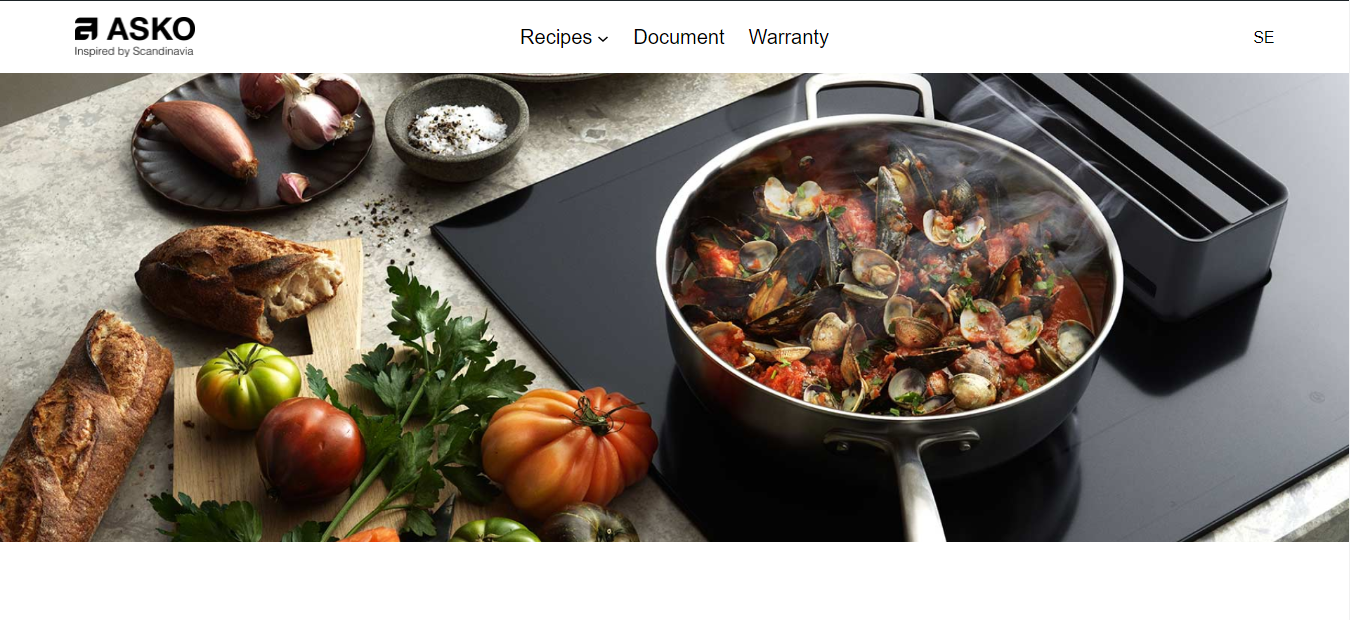 ASKO
Inspired by Scandinavia
Recipes
Document
Warranty
SE